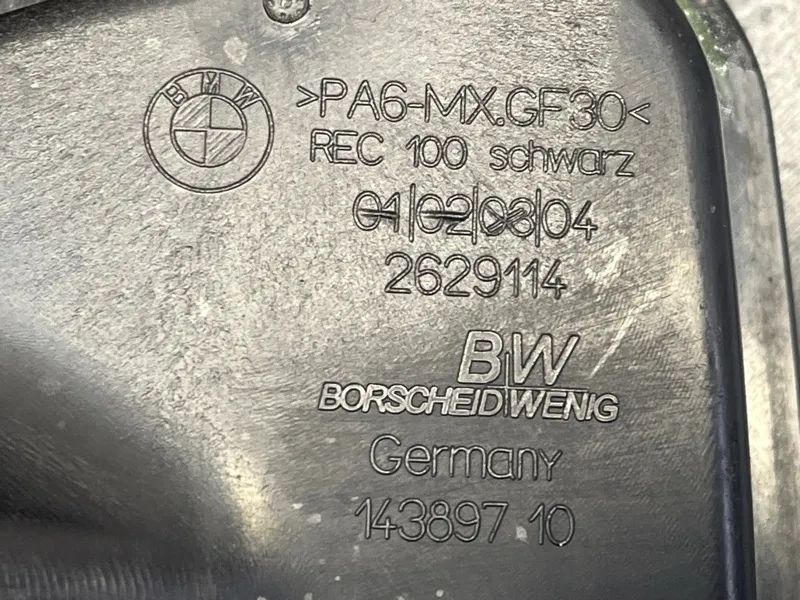 BMW
>PA6-MX.GF30<
REC 100 schwarz
01|02|03|04
2629114
BW
BORSCHEID WENIG
Germany
143897 10